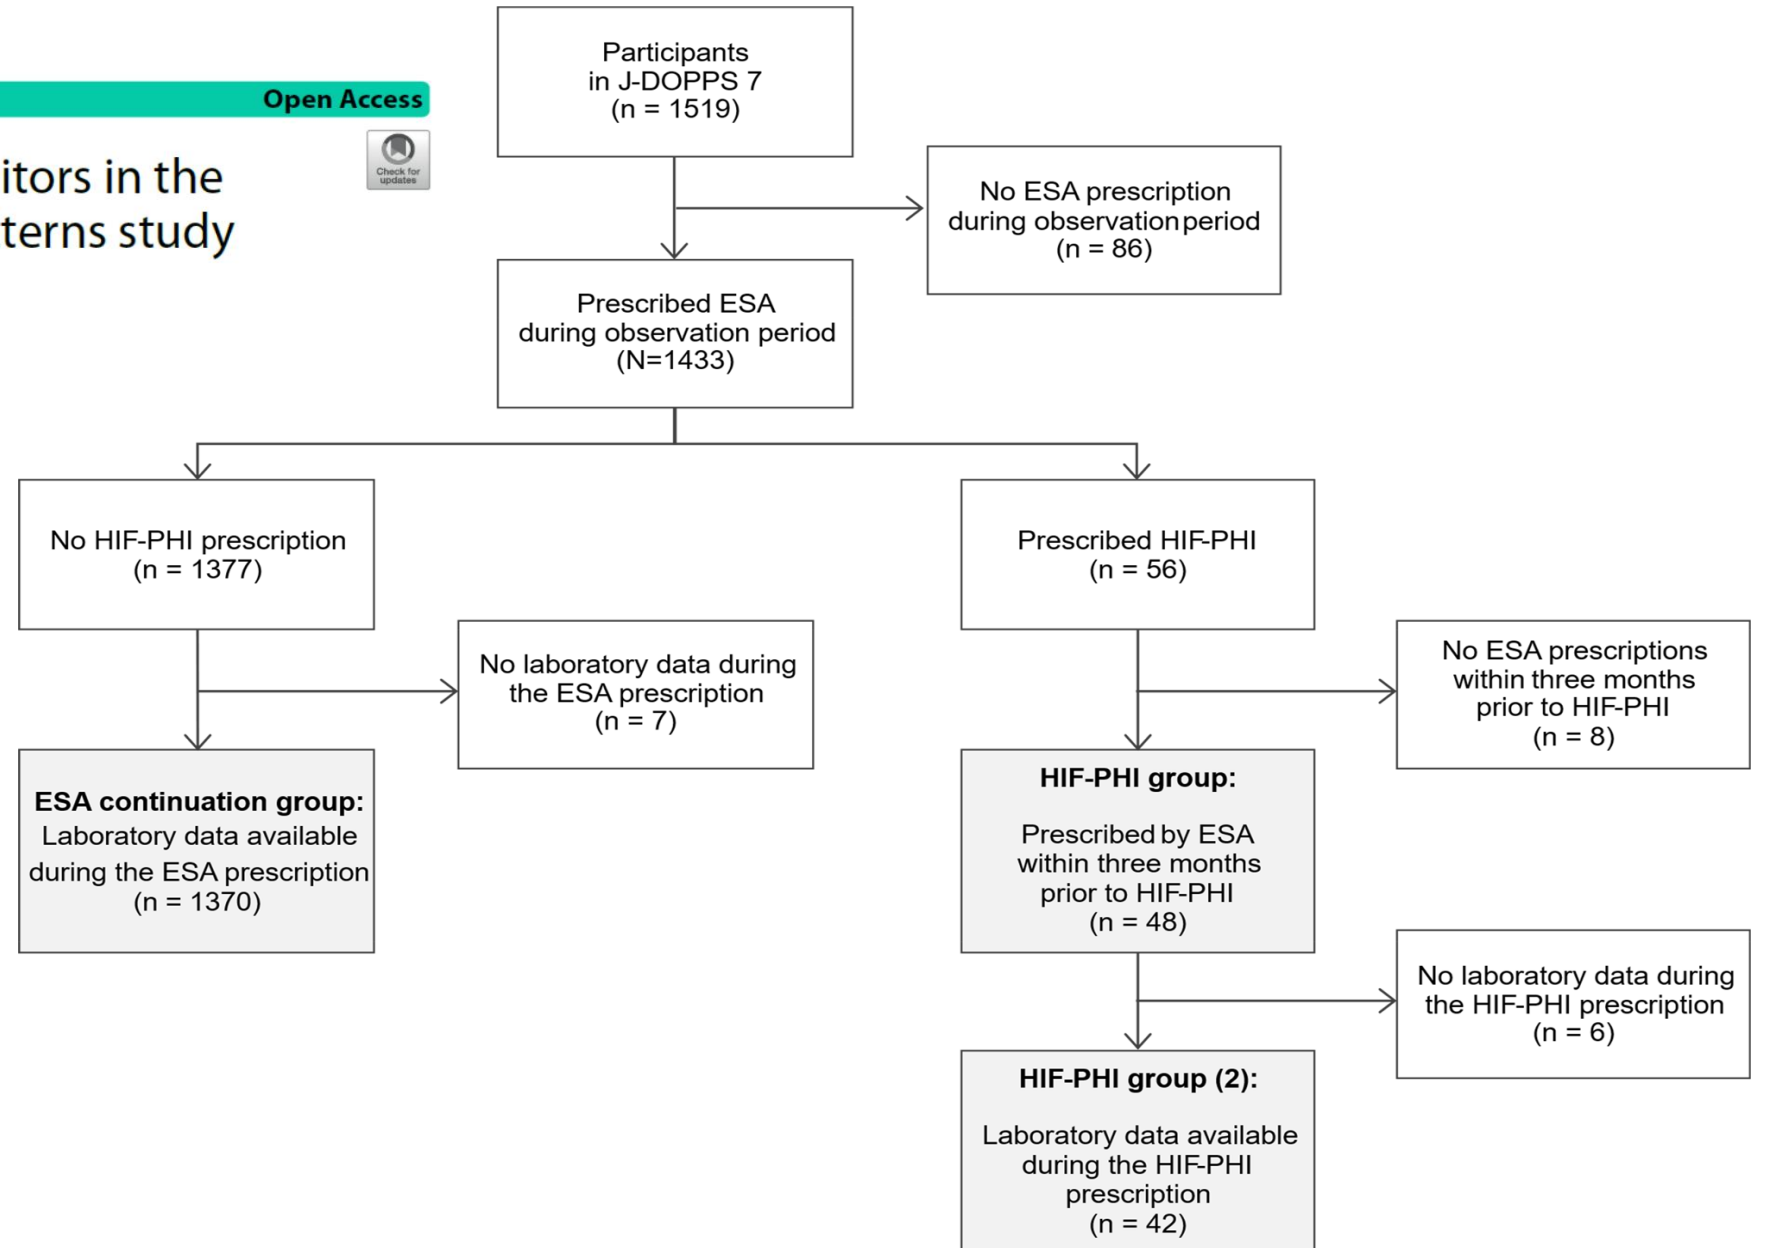 Open Access
Check for
updates
itors in the
terns study
Participants
in J-DOPPS 7
(n = 1519)
No ESA prescription
during observation period
(n = 86)
Prescribed ESA
during observation period
(N=1433)
No HIF-PHI prescription
(n = 1377)
Prescribed HIF-PHI
(n = 56)
No laboratory data during
the ESA prescription
(n = 7)
No ESA prescriptions
within three months
prior to HIF-PHI
(n = 8)
ESA continuation group:
Laboratory data available
during the ESA prescription
(n = 1370)
HIF-PHI group:
Prescribed by ESA
within three months
prior to HIF-PHI
(n = 48)
No laboratory data during
the HIF-PHI prescription
(n = 6)
HIF-PHI group (2):
Laboratory data available
during the HIF-PHI
prescription
(n = 42)